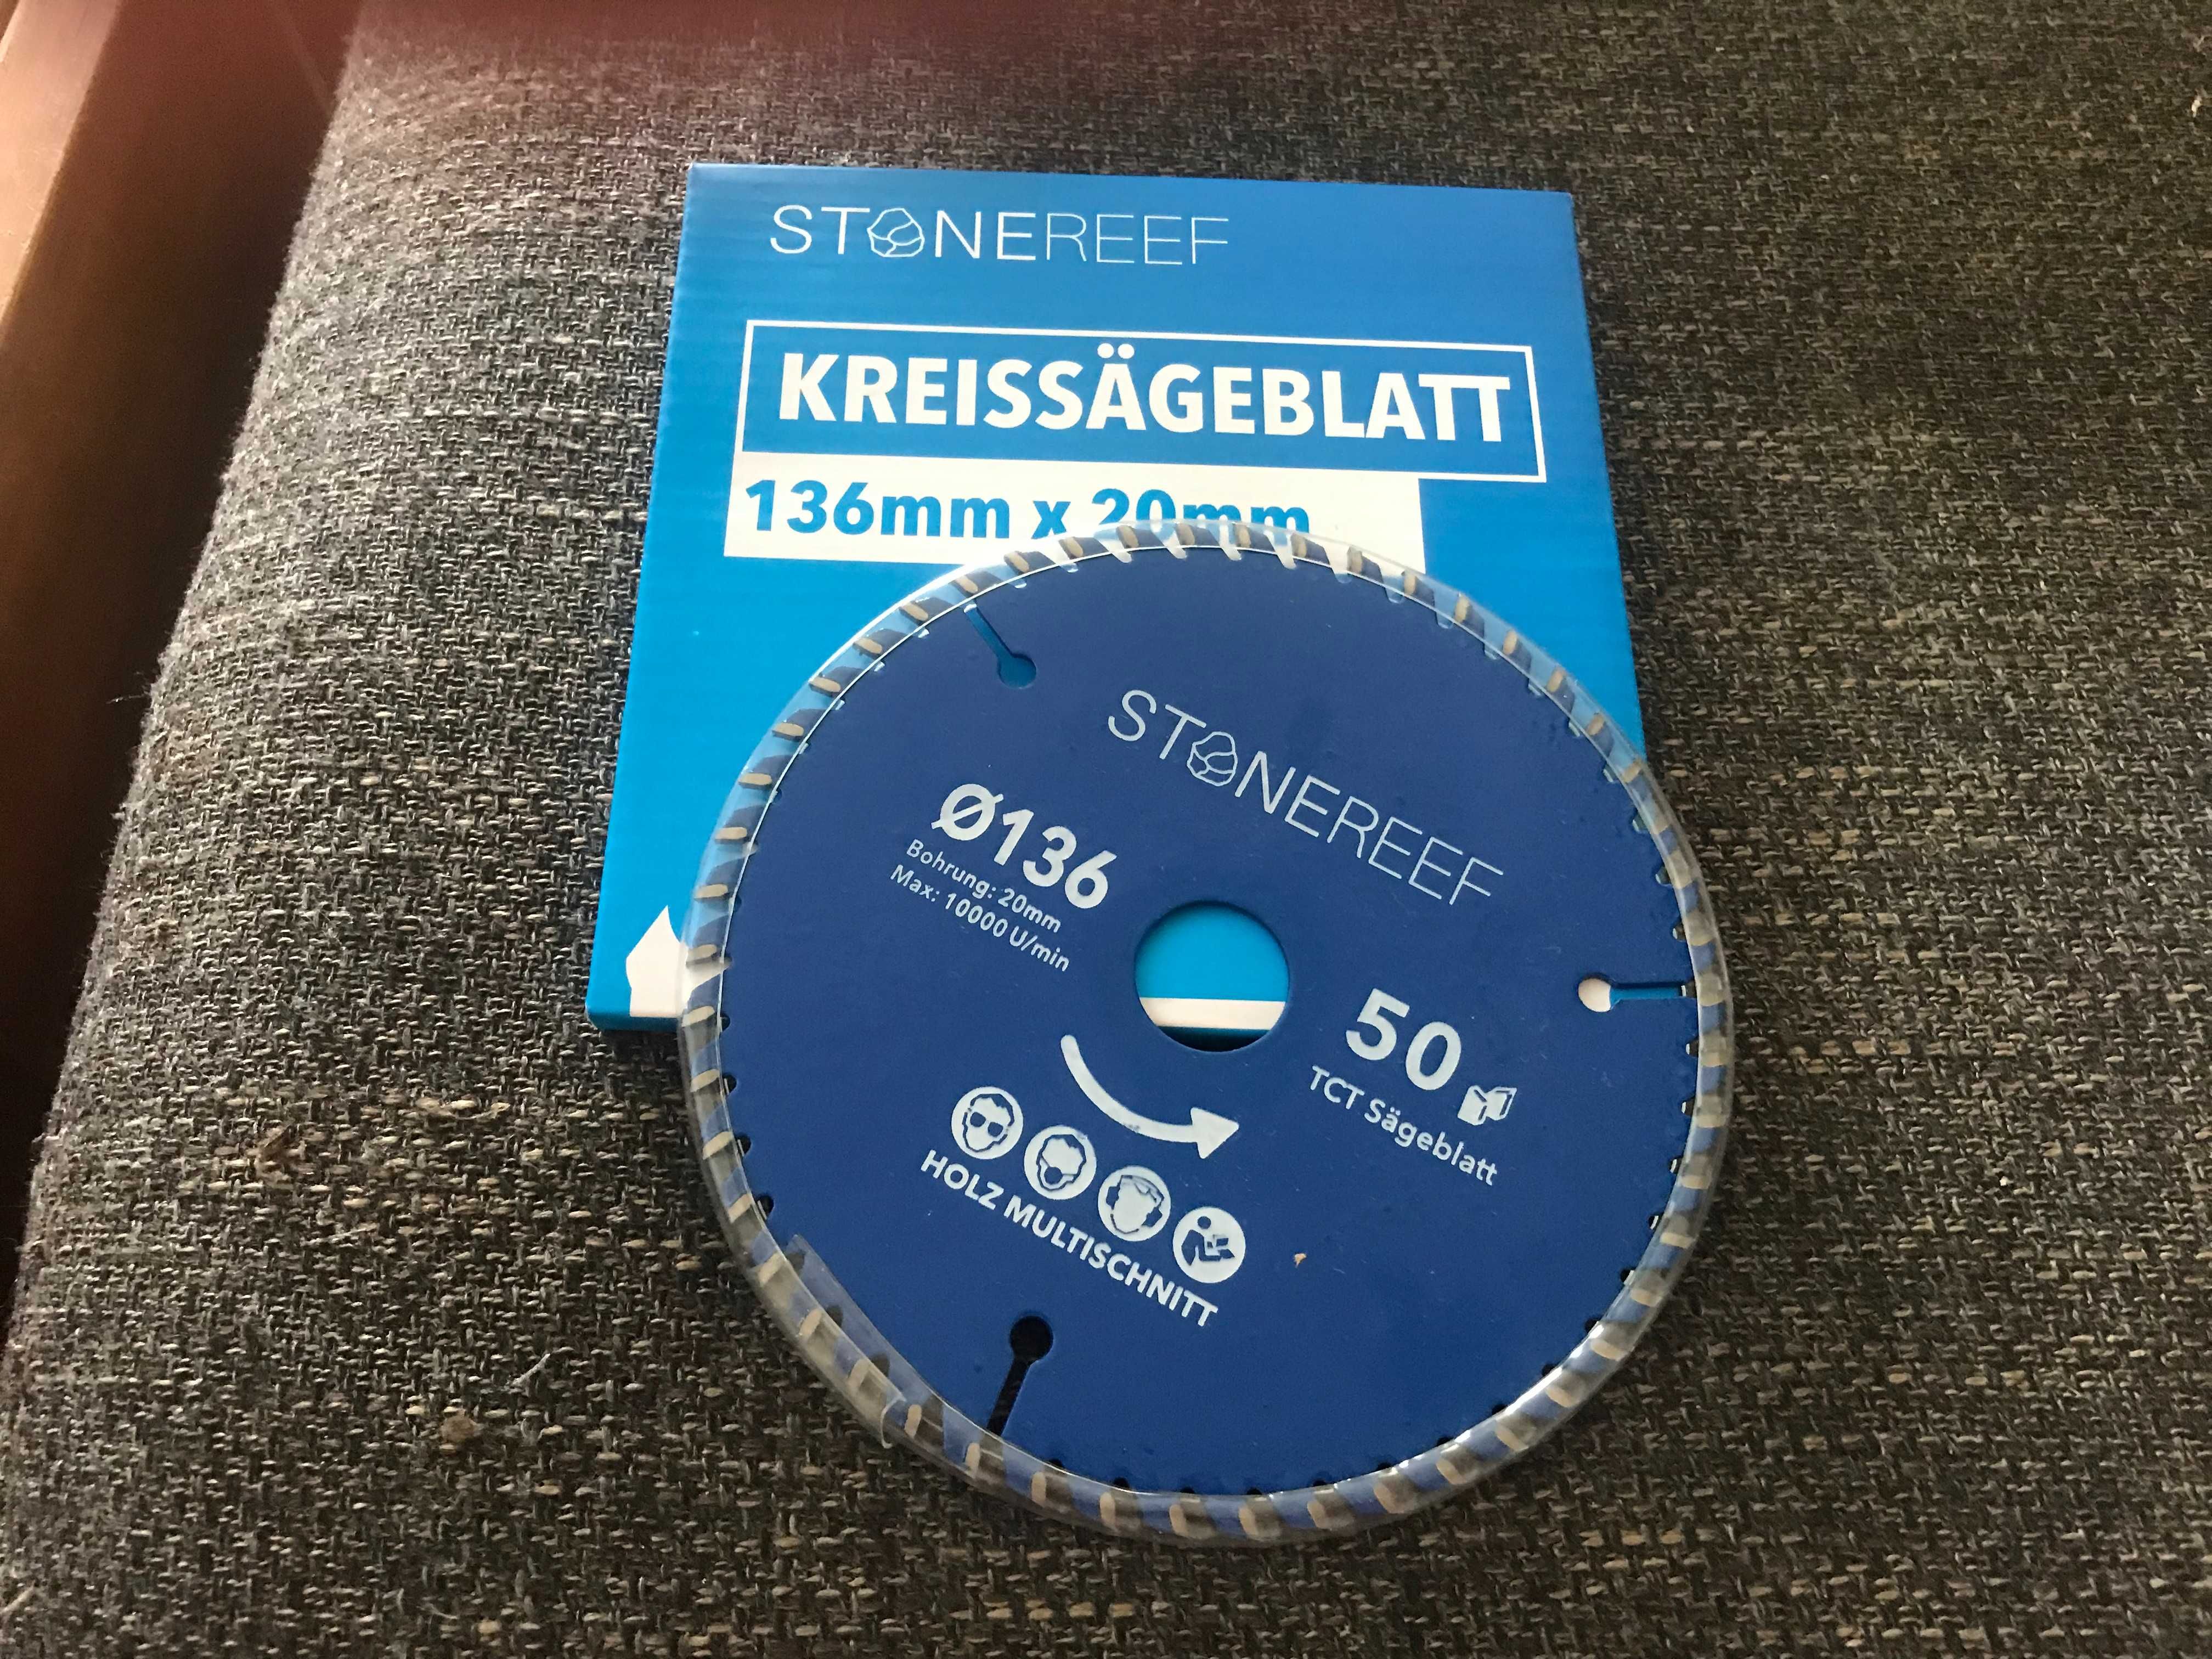 STONEREEF
KREISSÄGEBLATT
136mm x 20mm
STONEREEF
Ø136
Bohrung: 20mm
Max: 10000 U/min
50
TCT Sägeblatt
HOLZ MULTISCHNITT